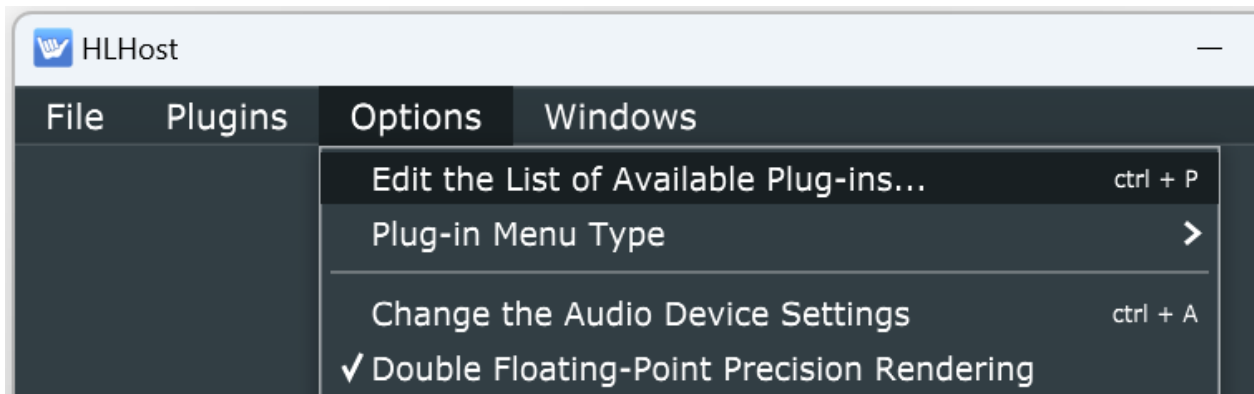 HLHost
File Plugins Options Windows
Edit the List of Available Plug-ins... ctrl + P
Plug-in Menu Type
Change the Audio Device Settings ctrl + A
Double Floating-Point Precision Rendering